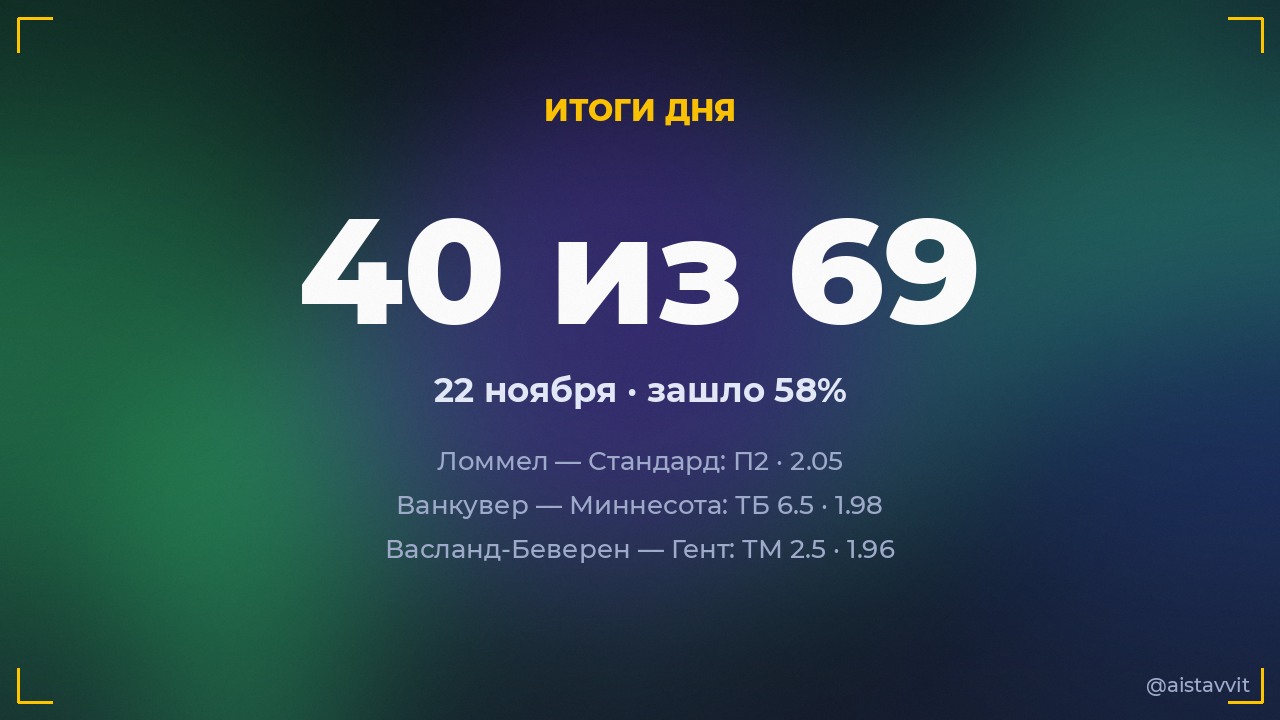 ИТОГИ ДНЯ
40 из 69
22 ноября · зашло 58%
Ломмел — Стандард: П2 · 2.05
Ванкувер — Миннесота: ТБ 6.5 · 1.98
Васланд-Беверен — Гент: ТМ 2.5 · 1.96
@aistavvit